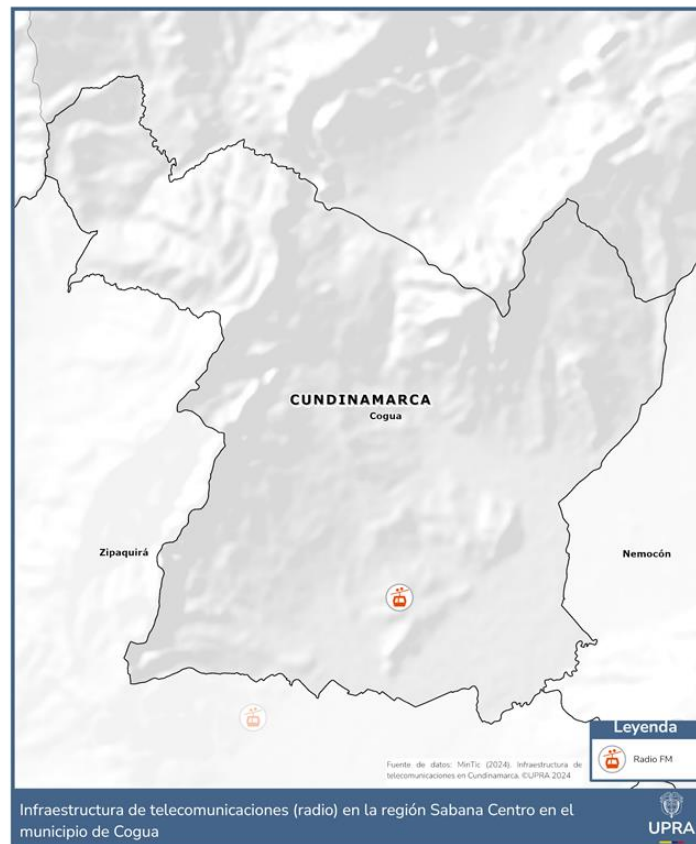 CUNDINAMARCA
Cogua
Zipaquirá
Nemocón
Leyenda
Radio FM
Fuente de datos: MinTic (2024). Infraestructura de
telecomunicaciones en Cundinamarca. ©UPRA 2024
Infraestructura de telecomunicaciones (radio) en la región Sabana Centro en el
municipio de Cogua
UPRA